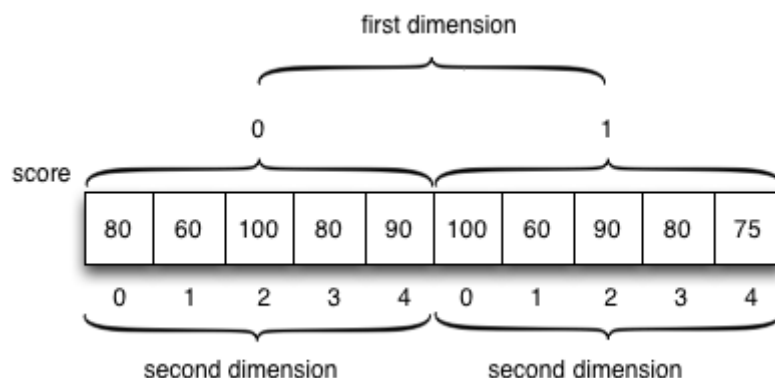 first dimension
0 1
score
80 60 100 80 90 100 60 90 80 75
0 1 2 3 4 0 1 2 3 4
second dimension second dimension